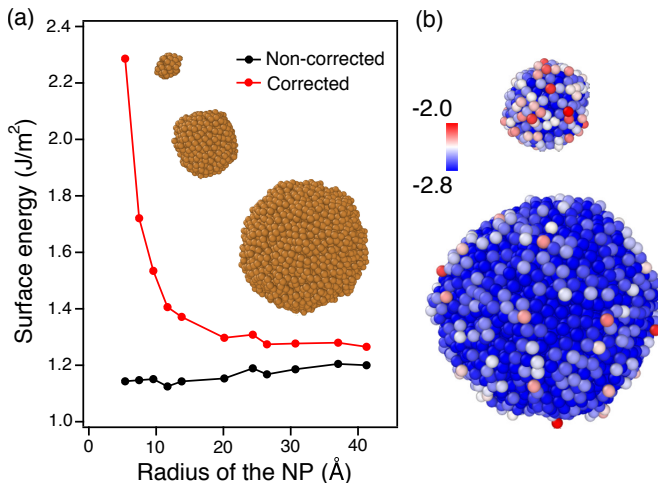 (a)
(b)
2.4
2.2
2.0
1.8
1.6
1.4
1.2
1.0
Surface energy (J/m²)
Non-corrected
Corrected
0
10
20
30
40
Radius of the NP (Å)
-2.0
-2.8